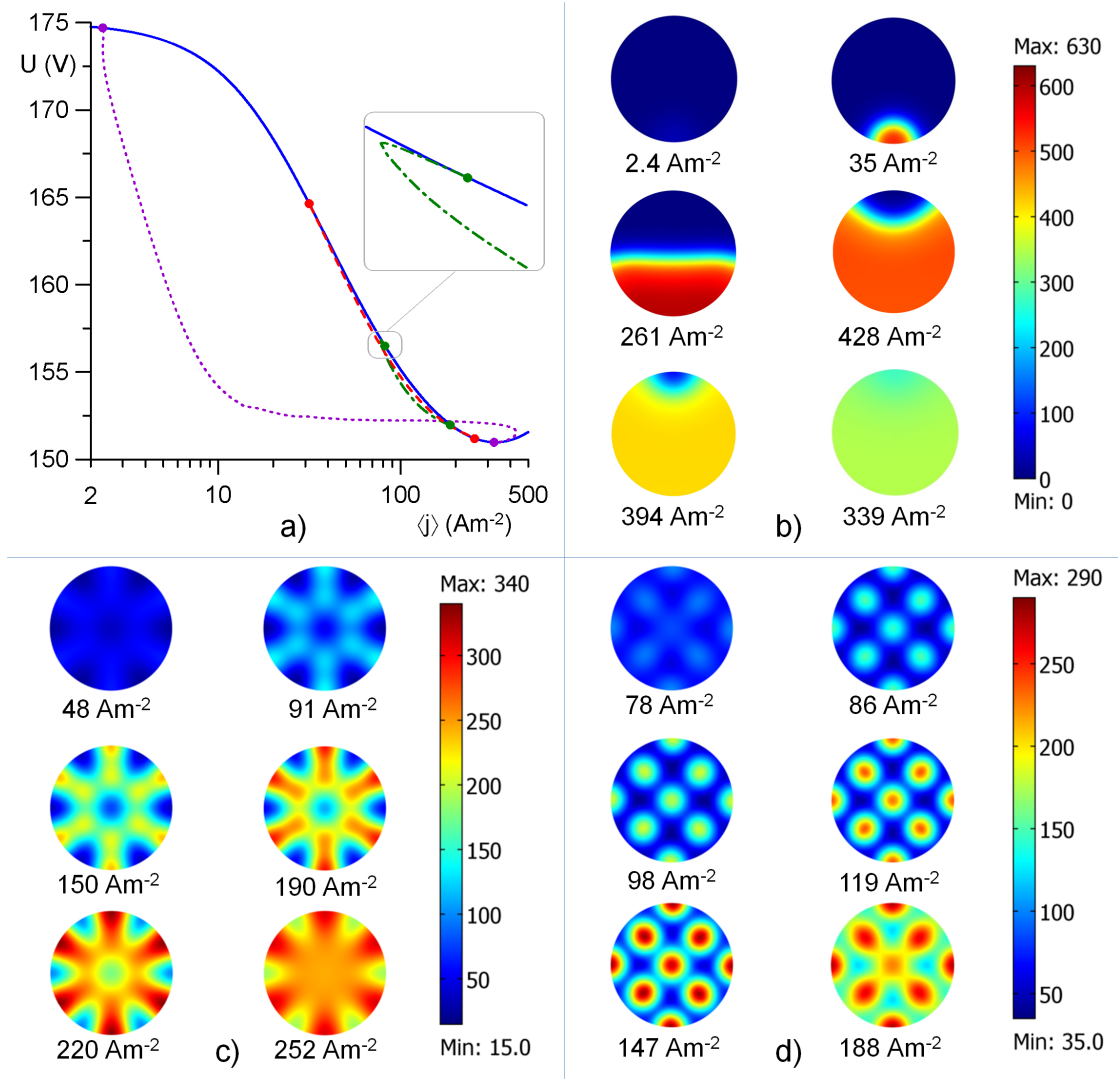 175
U (V)
170
165
160
155
150
2 10 100 500
a) ⟨j⟩ (Am-2)
Max: 630
600
500
400
300
200
100
0
Min: 0
2.4 Am-2 35 Am-2
261 Am-2 428 Am-2
394 Am-2 339 Am-2
b)
Max: 340
300
250
200
150
100
50
Min: 15.0
48 Am-2 91 Am-2
150 Am-2 190 Am-2
220 Am-2 252 Am-2
c)
Max: 290
250
200
150
100
50
Min: 35.0
78 Am-2 86 Am-2
98 Am-2 119 Am-2
147 Am-2 188 Am-2
d)